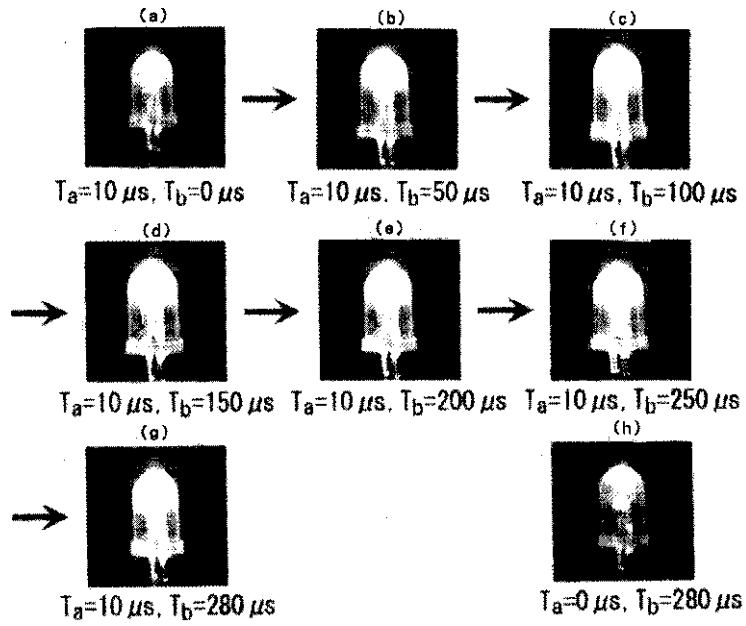 (a) (b) (c)
Ta=10 μs, Tb=0 μs Ta=10 μs. Tb=50 μs Ta=10 μs, Tb=100 μs
(d) (e) (f)
Ta=10 μs, Tb=150 μs Ta=10 μs, Tb=200 μs Ta=10 μs, Tb=250 μs
(g) (h)
Ta=10 μs, Tb=280 μs Ta=0 μs, Tb=280 μs